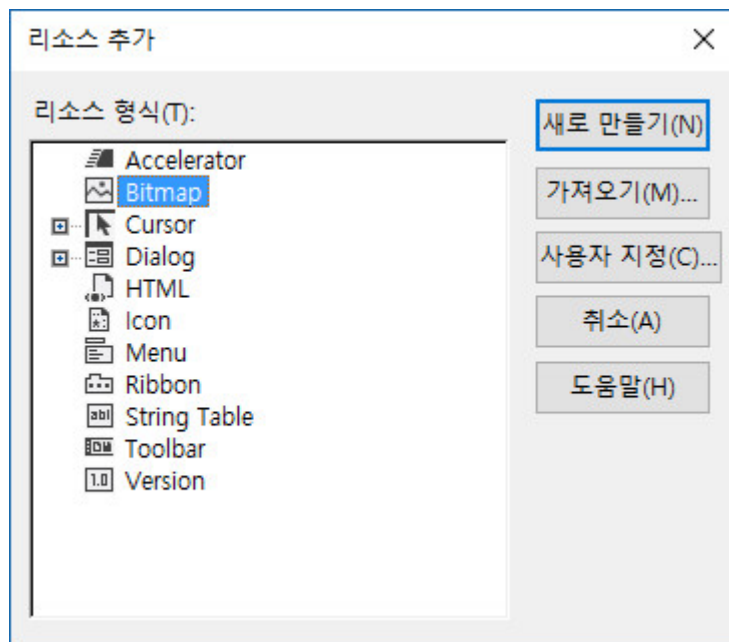 리소스 추가
리소스 형식(T):
Accelerator
Bitmap
Cursor
Dialog
HTML
Icon
Menu
Ribbon
String Table
Toolbar
Version
새로 만들기(N)
가져오기(M)...
사용자 지정(C)...
취소(A)
도움말(H)